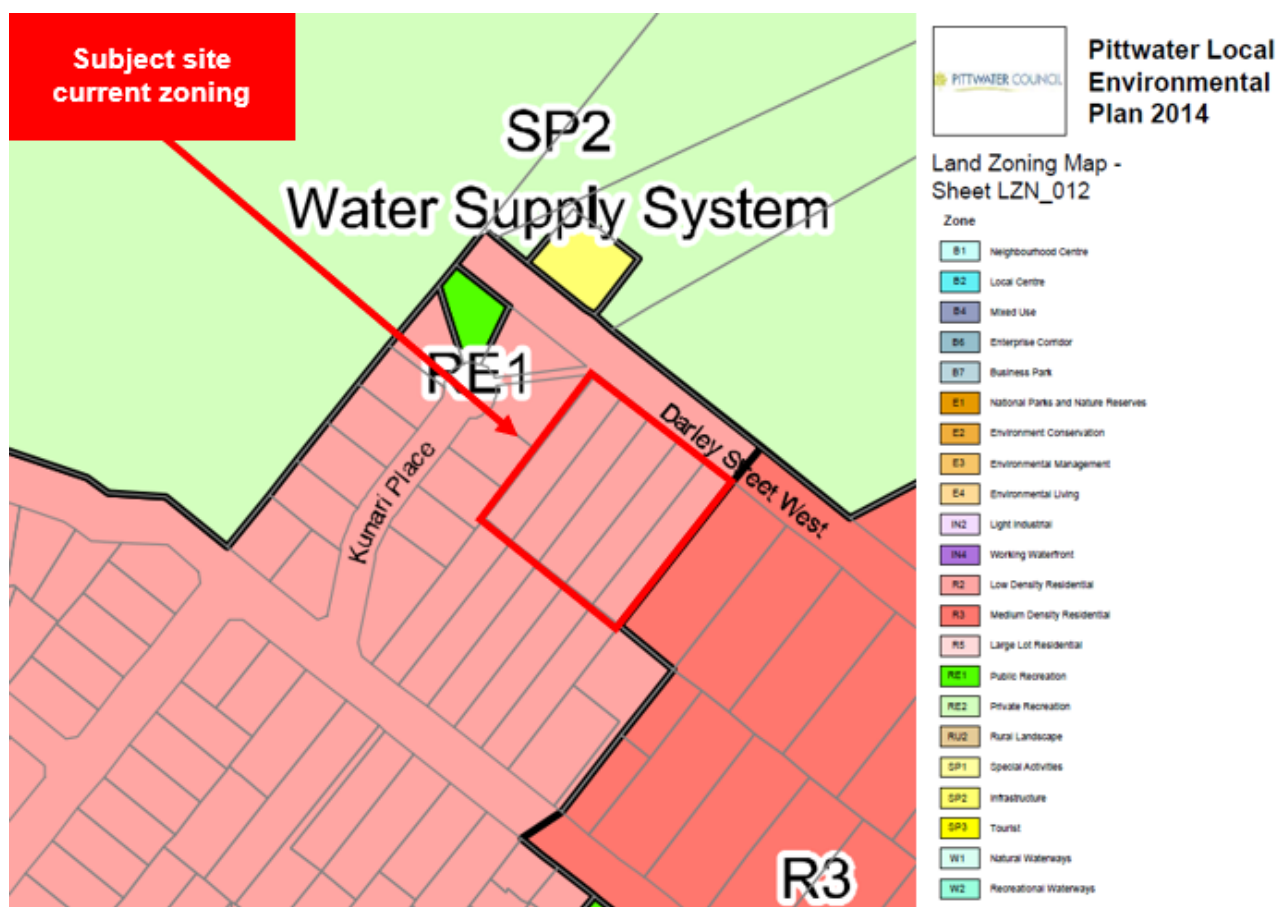 Subject site
current zoning
SP2
Water Supply System
RE1
Kunari Place
Darley Street West
R3
PITTWATER COUNCIL
Pittwater Local
Environmental
Plan 2014
Land Zoning Map -
Sheet LZN_012
Zone
B1 Neighbourhood Centre
B2 Local Centre
B4 Mixed Use
B6 Enterprise Corridor
B7 Business Park
E1 National Parks and Nature Reserves
E2 Environment Conservation
E3 Environmental Management
E4 Environmental Living
IN2 Light Industrial
IN4 Working Waterfront
R2 Low Density Residential
R3 Medium Density Residential
R5 Large Lot Residential
RE1 Public Recreation
RE2 Private Recreation
RU2 Rural Landscape
SP1 Special Activities
SP2 Infrastructure
SP3 Tourist
W1 Natural Waterways
W2 Recreational Waterways